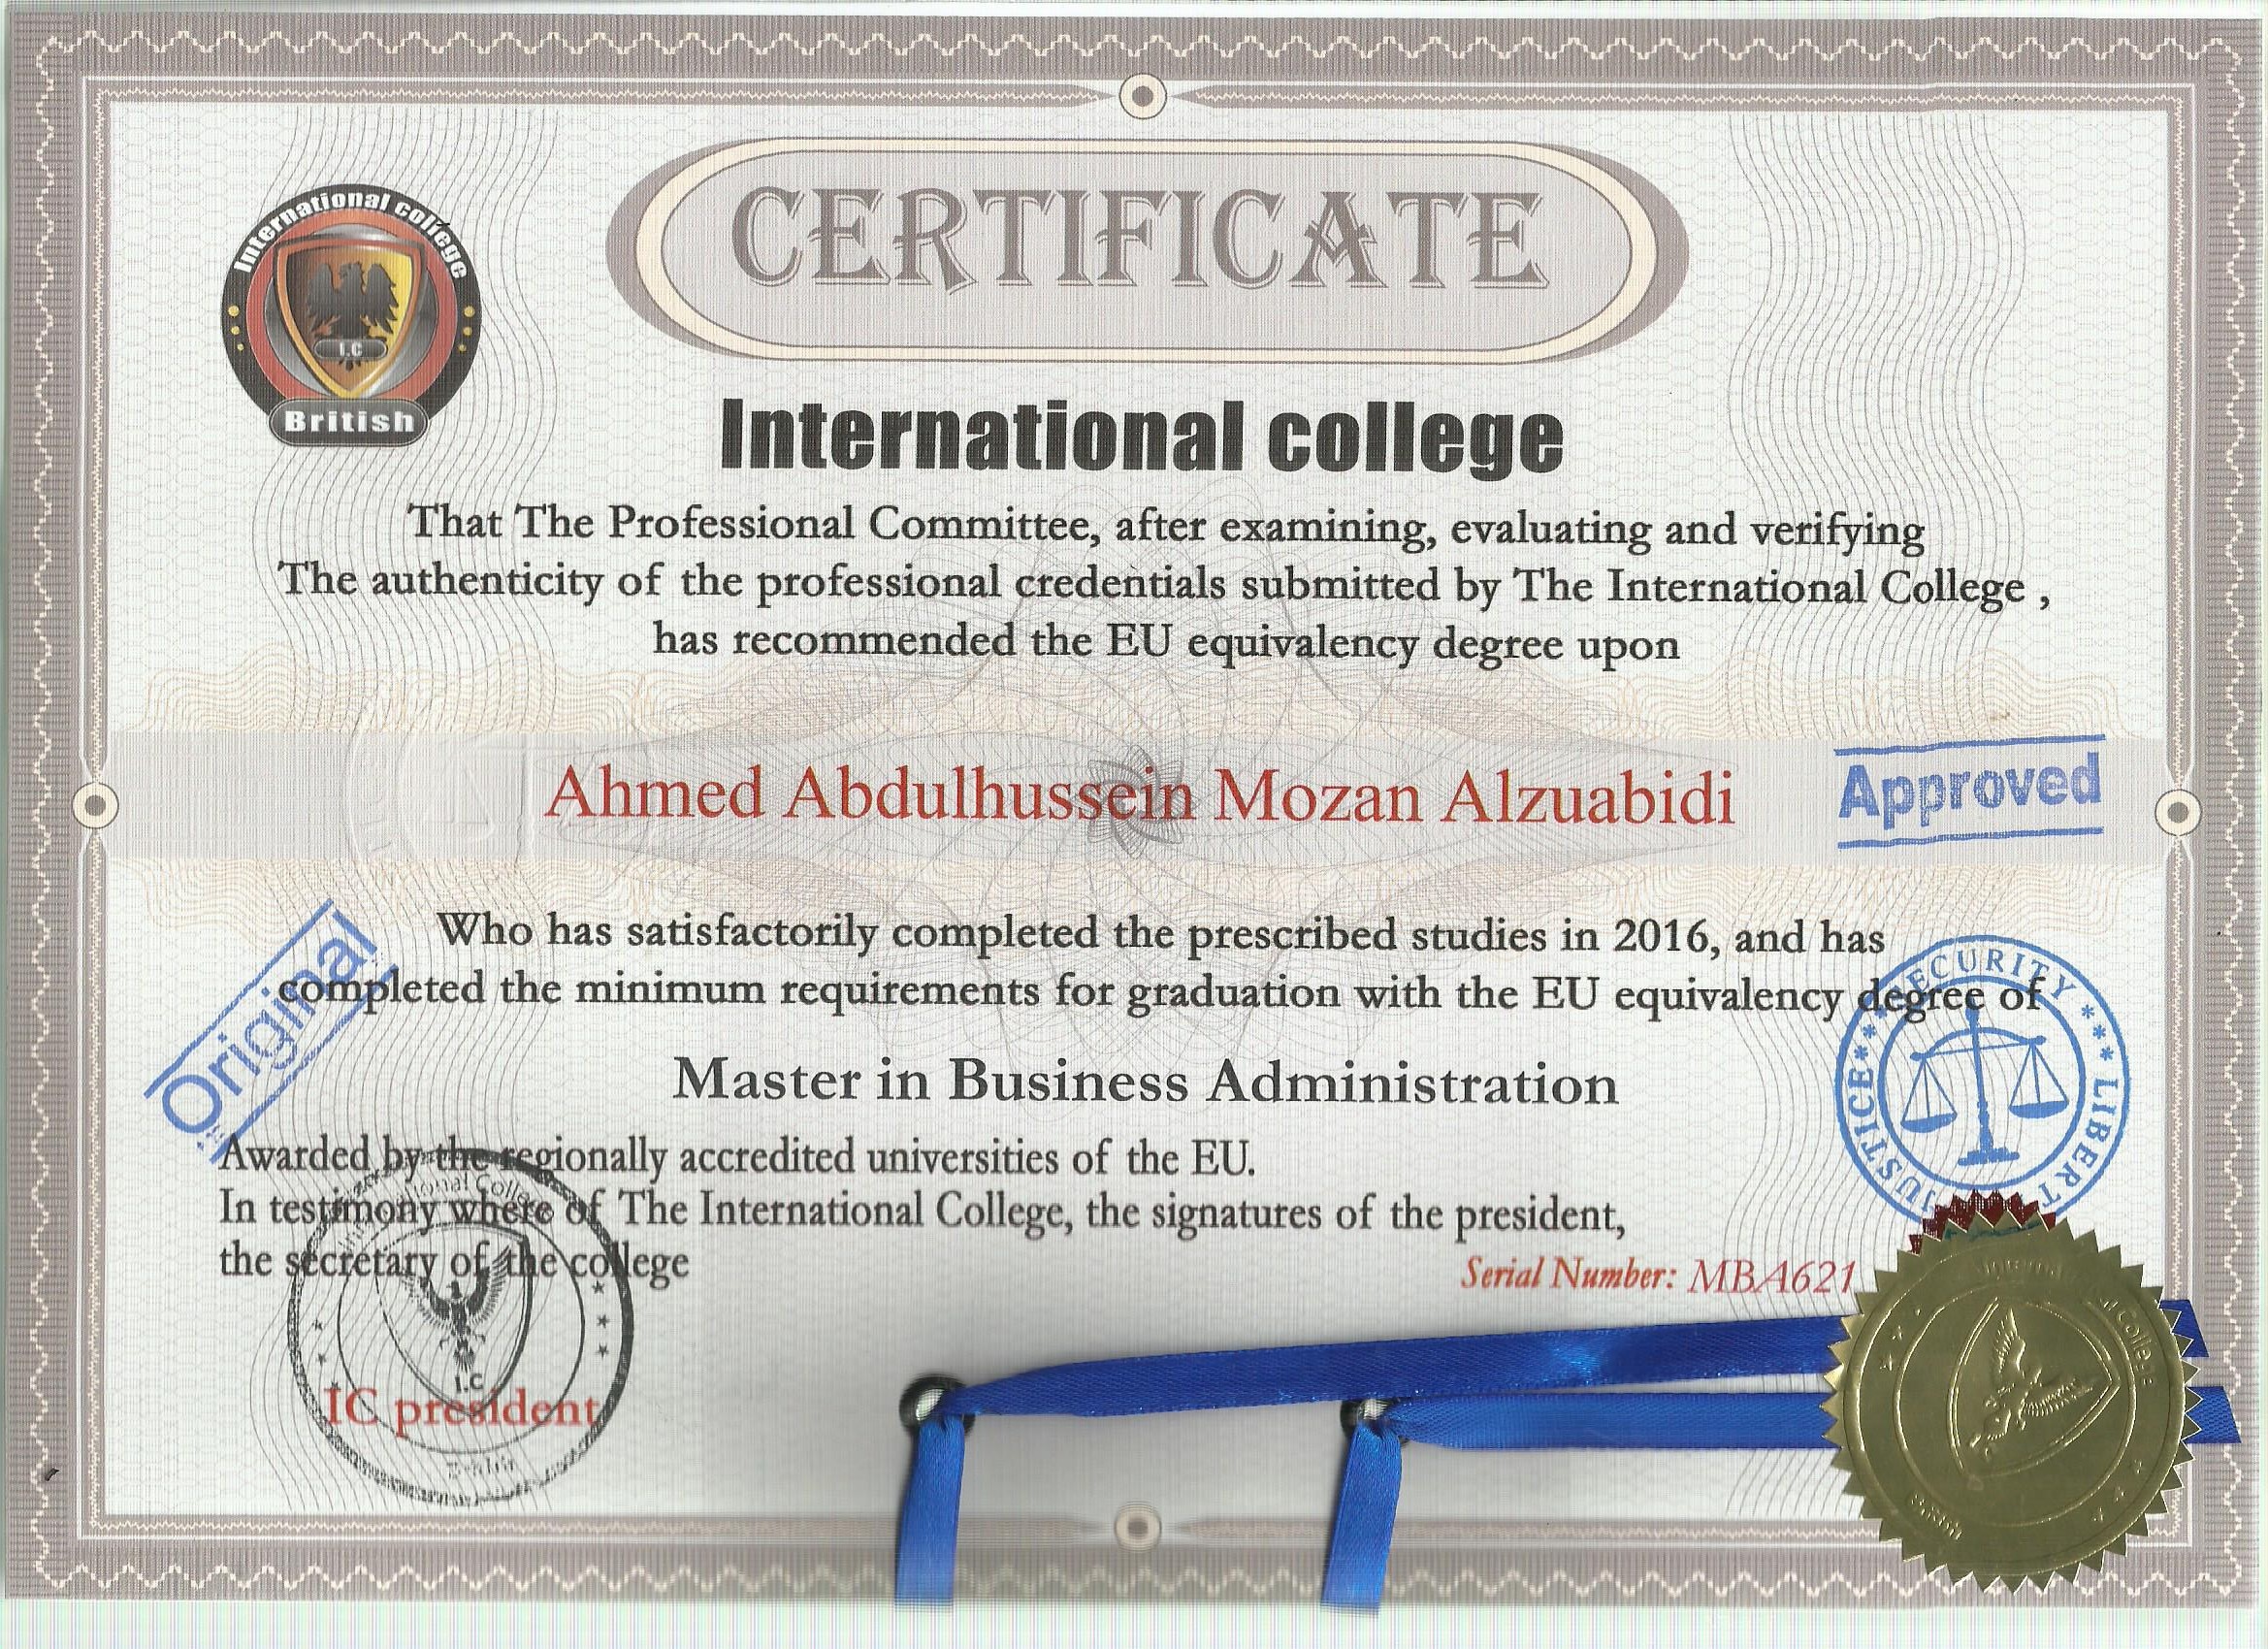 International college
I.C
British
CERTIFICATE
International college
That The Professional Committee, after examining, evaluating and verifying
The authenticity of the professional credentials submitted by The International College ,
has recommended the EU equivalency degree upon
Ahmed Abdulhussein Mozan Alzuabidi
Approved
Who has satisfactorily completed the prescribed studies in 2016, and has
completed the minimum requirements for graduation with the EU equivalency degree of
Original
JUSTICE*** SECURITY *** LIBERT
Master in Business Administration
Awarded by the regionally accredited universities of the EU.
In testimony where of The International College, the signatures of the president,
the secretary of the college
Serial Number: MBA621
International College
I.C
IC president
College